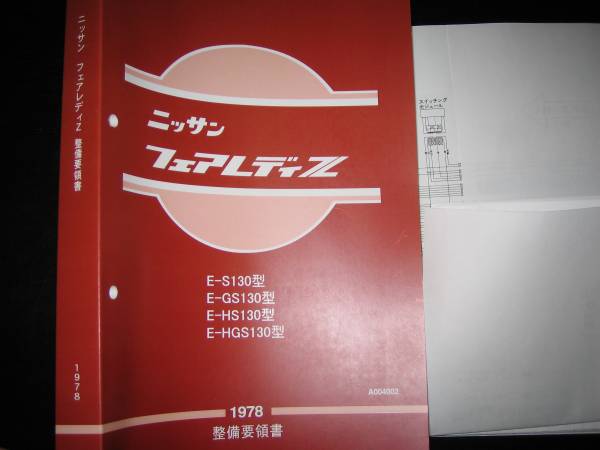 ニッサン フェアレディZ 整備要領書
1978
ニッサン
フェアレディZ
E-S130型
E-GS130型
E-HS130型
E-HGS130型
A004002
1978
整備要領書
スイッチング
モジュール